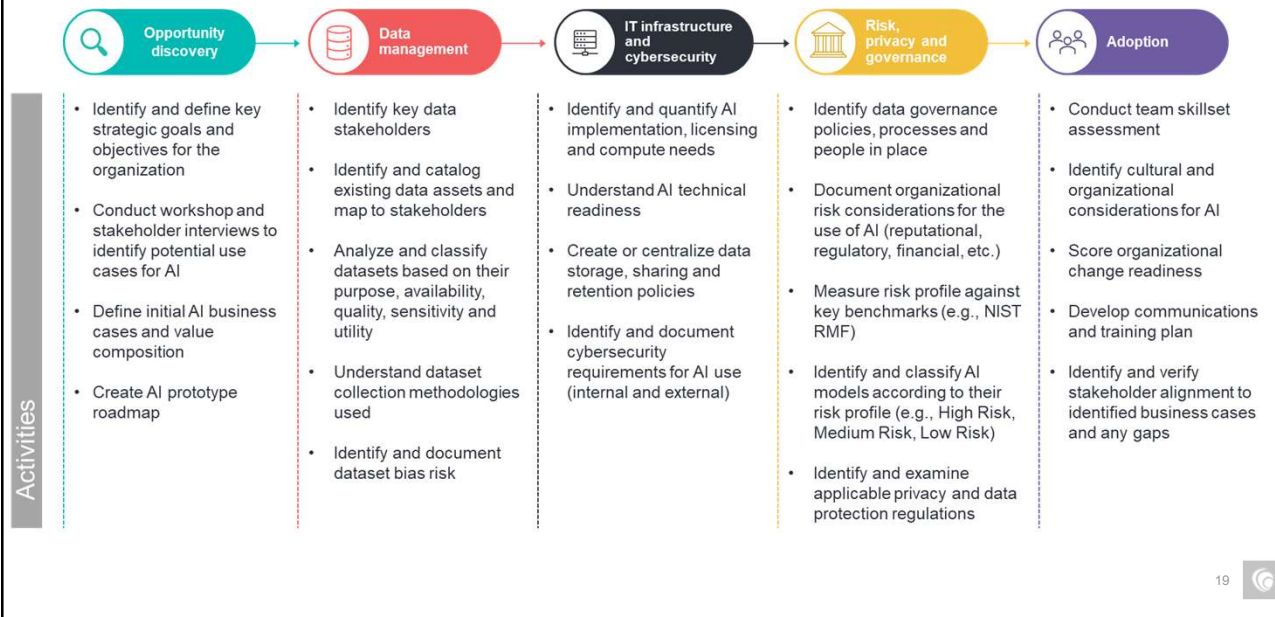 Opportunity
discovery
Data
management
IT infrastructure
and
cybersecurity
Risk,
privacy and
governance
Adoption
Activities
• Identify and define key
strategic goals and
objectives for the
organization
• Conduct workshop and
stakeholder interviews to
identify potential use
cases for AI
• Define initial AI business
cases and value
composition
• Create AI prototype
roadmap
• Identify key data
stakeholders
• Identify and catalog
existing data assets and
map to stakeholders
• Analyze and classify
datasets based on their
purpose, availability,
quality, sensitivity and
utility
• Understand dataset
collection methodologies
used
• Identify and document
dataset bias risk
• Identify and quantify AI
implementation, licensing
and compute needs
• Understand AI technical
readiness
• Create or centralize data
storage, sharing and
retention policies
• Identify and document
cybersecurity
requirements for AI use
(internal and external)
• Identify data governance
policies, processes and
people in place
• Document organizational
risk considerations for the
use of AI (reputational,
regulatory, financial, etc.)
• Measure risk profile against
key benchmarks (e.g., NIST
RMF)
• Identify and classify AI
models according to their
risk profile (e.g., High Risk,
Medium Risk, Low Risk)
• Identify and examine
applicable privacy and data
protection regulations
• Conduct team skillset
assessment
• Identify cultural and
organizational
considerations for AI
• Score organizational
change readiness
• Develop communications
and training plan
• Identify and verify
stakeholder alignment to
identified business cases
and any gaps
19